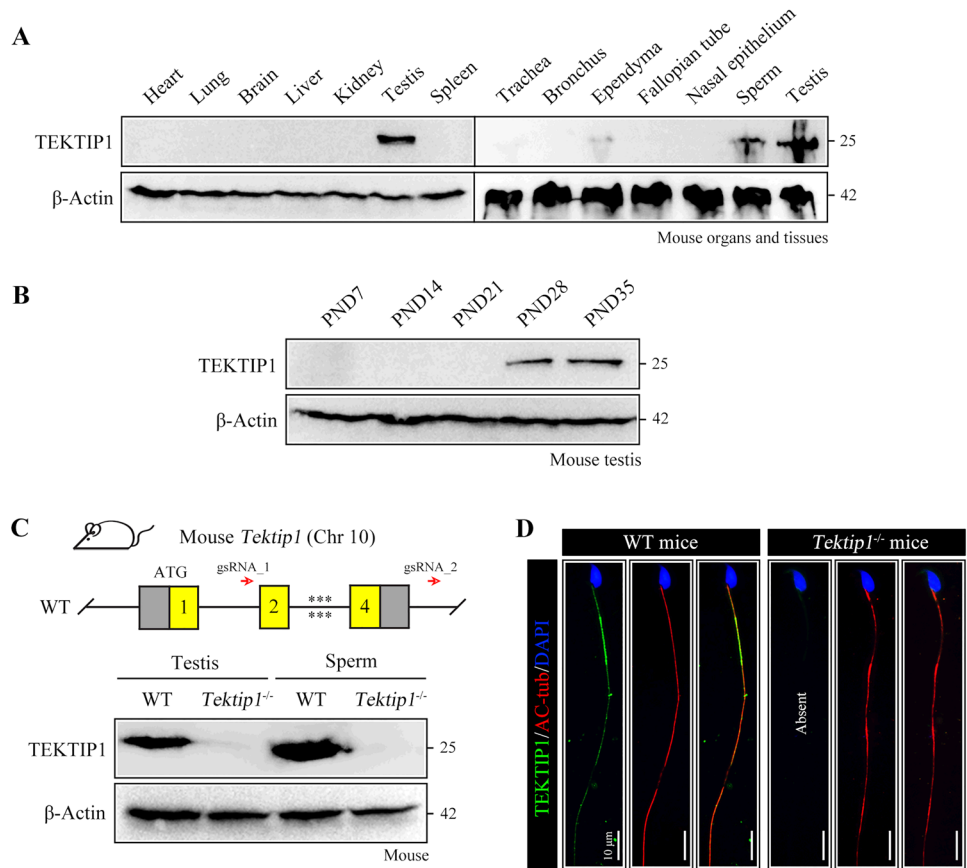 A
Heart Lung Brain Liver Kidney Testis Spleen Trachea Bronchus Ependyma Fallopian tube Nasal epithelium Sperm Testis
TEKTIP1 25
β-Actin 42
Mouse organs and tissues
B
PND7 PND14 PND21 PND28 PND35
TEKTIP1 25
β-Actin 42
Mouse testis
C
Mouse Tektip1 (Chr 10)
ATG gsRNA_1 gsRNA_2
WT 1 2 *** 4
***
Testis Sperm
WT Tektip1-/- WT Tektip1-/-
TEKTIP1 25
β-Actin 42
Mouse
D
WT mice Tektip1-/- mice
TEKTIP1/AC-tub/DAPI
10 μm
Absent